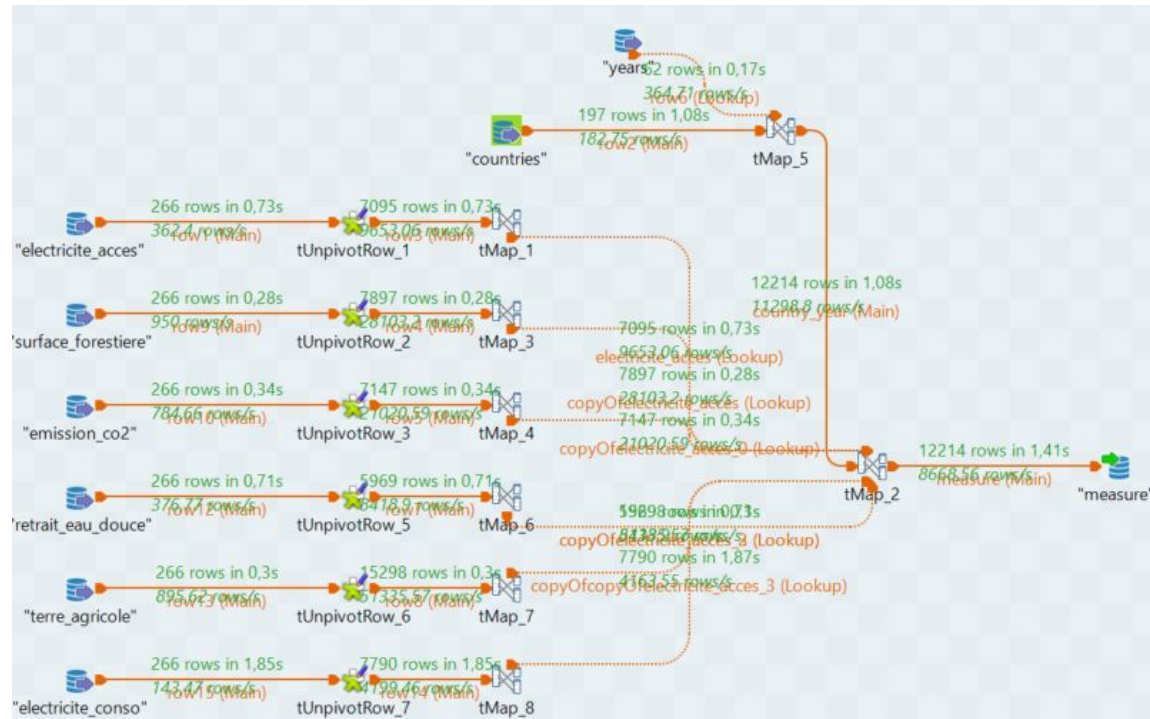 "years"
62 rows in 0,17s
364,71 rows/s
row6 (Lookup)
197 rows in 1,08s
182,75 rows/s
row2 (Main)
"countries"
tMap_5
266 rows in 0,73s
362,4 rows/s
row1 (Main)
7095 rows in 0,73s
9653,06 rows/s
row3 (Main)
"electricite_acces"
tUnpivotRow_1
tMap_1
12214 rows in 1,08s
11298,8 rows/s
country_year (Main)
266 rows in 0,28s
950 rows/s
row9 (Main)
7897 rows in 0,28s
28103,2 rows/s
row4 (Main)
"surface_forestiere"
tUnpivotRow_2
tMap_3
7095 rows in 0,73s
9653,06 rows/s
electricite_acces (Lookup)
7897 rows in 0,28s
28103,2 rows/s
copyOfelectricite_acces (Lookup)
7147 rows in 0,34s
21020,59 rows/s
copyOfelectricite_acces_0 (Lookup)
266 rows in 0,34s
784,66 rows/s
row10 (Main)
7147 rows in 0,34s
21020,59 rows/s
row5 (Main)
"emission_co2"
tUnpivotRow_3
tMap_4
12214 rows in 1,41s
8668,56 rows/s
measure (Main)
tMap_2
"measure"
266 rows in 0,71s
376,77 rows/s
row12 (Main)
5969 rows in 0,71s
8418,9 rows/s
row7 (Main)
"retrait_eau_douce"
tUnpivotRow_5
tMap_6
(Lookup)
7790 rows in 1,87s
4163,55 rows/s
copyOfcopyOfelectricite_acces_3 (Lookup)
266 rows in 0,3s
895,62 rows/s
row13 (Main)
15298 rows in 0,3s
51335,57 rows/s
row8 (Main)
"terre_agricole"
tUnpivotRow_6
tMap_7
266 rows in 1,85s
143,47 rows/s
row15 (Main)
7790 rows in 1,85s
4199,46 rows/s
row14 (Main)
"electricite_conso"
tUnpivotRow_7
tMap_8